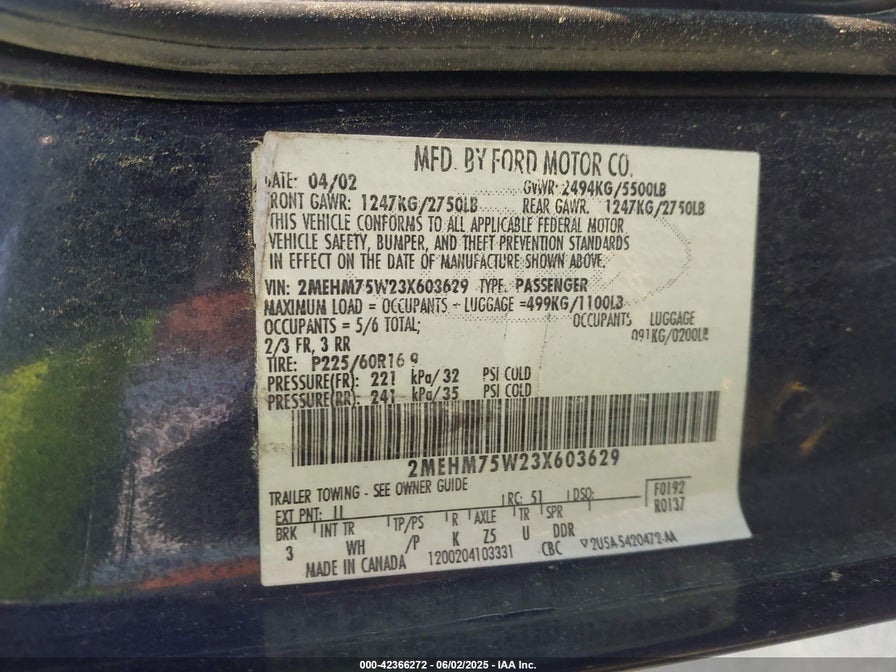 MFD. BY FORD MOTOR CO.
DATE: 04/02 GVWR: 2494KG/5500LB
FRONT GAWR: 1247KG/2750LB REAR GAWR: 1247KG/2750LB
THIS VEHICLE CONFORMS TO ALL APPLICABLE FEDERAL MOTOR
VEHICLE SAFETY, BUMPER, AND THEFT PREVENTION STANDARDS
IN EFFECT ON THE DATE OF MANUFACTURE SHOWN ABOVE.
VIN: 2MEHM75W23X603629 TYPE: PASSENGER
MAXIMUM LOAD = OCCUPANTS + LUGGAGE =499KG/1100LB
OCCUPANTS = 5/6 TOTAL; OCCUPANTS LUGGAGE
2/3 FR, 3 RR 091KG/0200LB
TIRE: P225/60R16
PRESSURE(FR): 221 kPa/32 PSI COLD
PRESSURE(RR): 241 kPa/35 PSI COLD
2MEHM75W23X603629
TRAILER TOWING - SEE OWNER GUIDE
EXT PNT: RC: 51 DSO: F0192
BRK INT TR TP/PS R AXLE TR SPR R0137
3 WH /P K Z5 U DDR
MADE IN CANADA 1200204103331 CBC ▽2U5A-5420472-AA
000-42366272 - 06/02/2025 - IAA Inc.